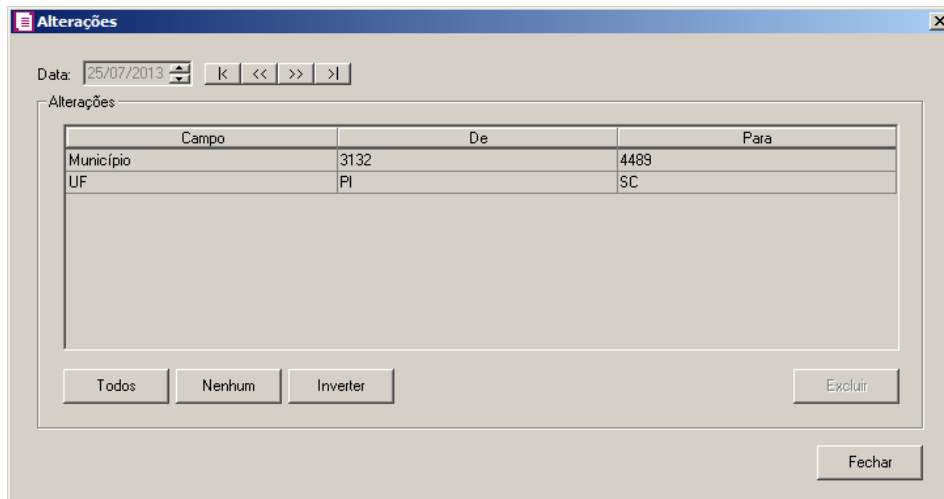 Alterações
Data: 25/07/2013 |< << >> >|
Alterações
Campo De Para
Município 3132 4489
UF PI SC
Todos Nenhum Inverter Excluir
Fechar